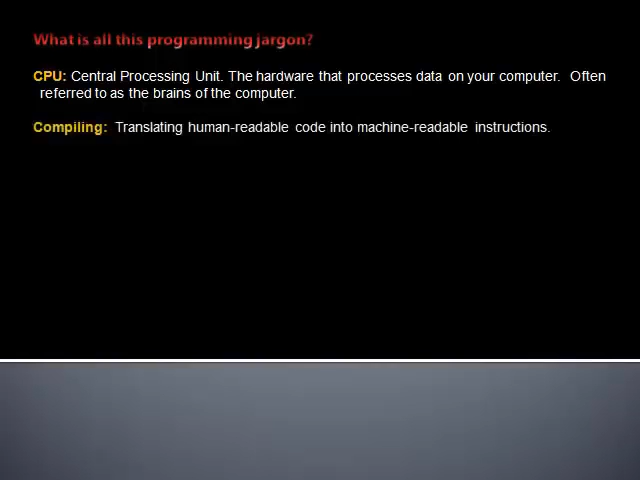 What is all this programming jargon?
CPU: Central Processing Unit. The hardware that processes data on your computer. Often
referred to as the brains of the computer.
Compiling: Translating human-readable code into machine-readable instructions.